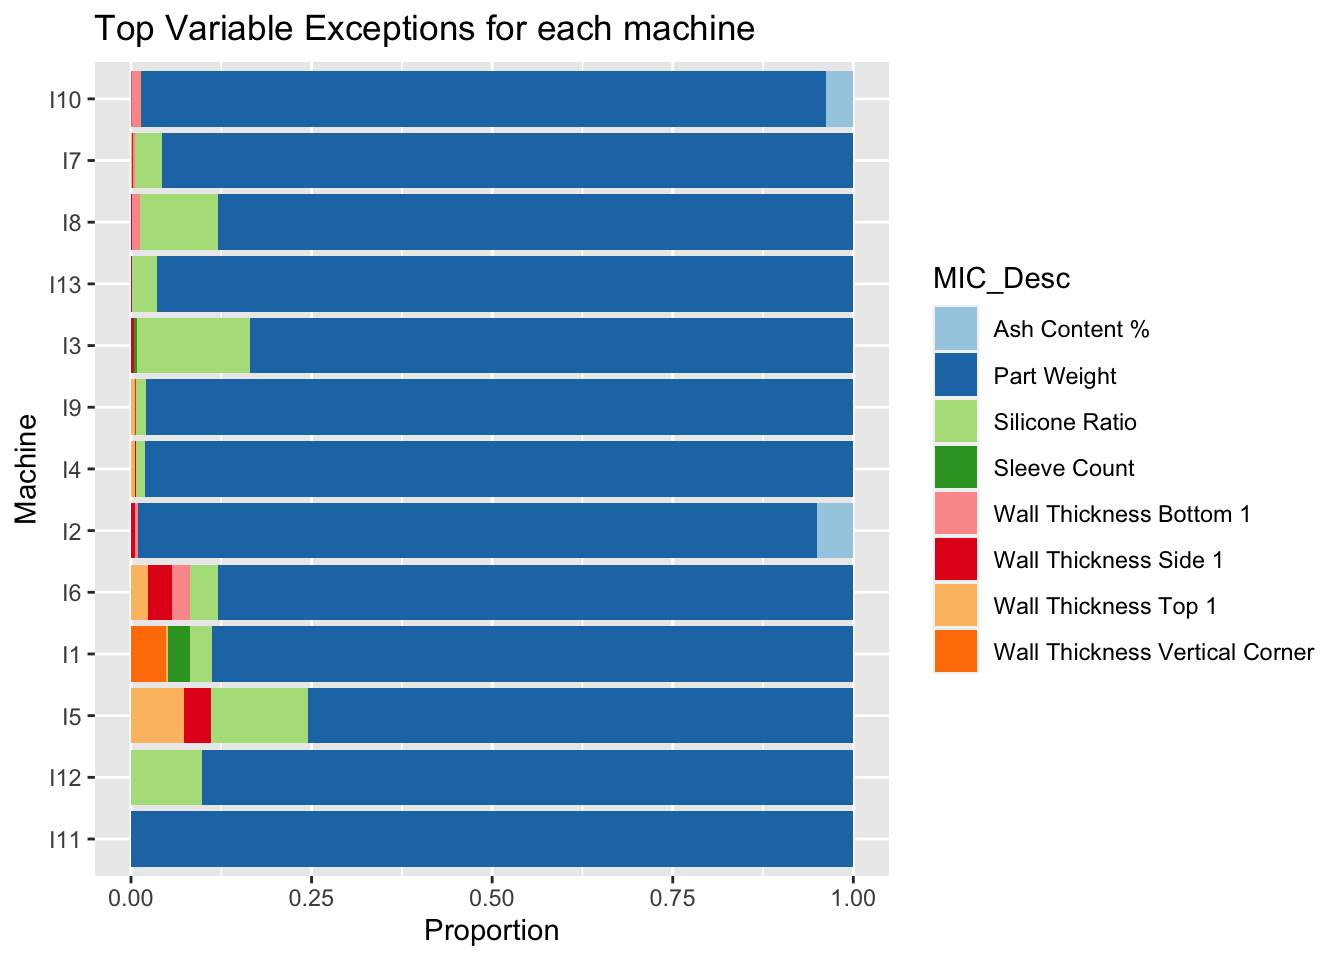 Top Variable Exceptions for each machine
I10
I7
I8
I13
I3
I9
I4
I2
I6
I1
I5
I12
I11
Machine
0.00 0.25 0.50 0.75 1.00
Proportion
MIC_Desc
Ash Content %
Part Weight
Silicone Ratio
Sleeve Count
Wall Thickness Bottom 1
Wall Thickness Side 1
Wall Thickness Top 1
Wall Thickness Vertical Corner